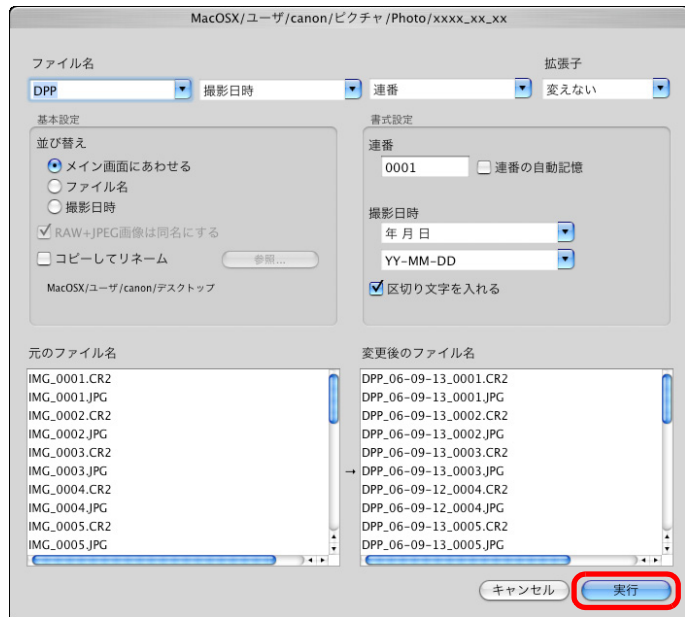 MacOSX/ユーザ/canon/ピクチャ/Photo/xxxx_xx_xx
ファイル名 拡張子
DPP 撮影日時 連番 変えない
基本設定
並び替え
メイン画面にあわせる
ファイル名
撮影日時
RAW+JPEG画像は同名にする
コピーしてリネーム 参照...
MacOSX/ユーザ/canon/デスクトップ
書式設定
連番
0001 連番の自動記憶
撮影日時
年 月 日
YY-MM-DD
区切り文字を入れる
元のファイル名
IMG_0001.CR2
IMG_0001.JPG
IMG_0002.CR2
IMG_0002.JPG
IMG_0003.CR2
IMG_0003.JPG
IMG_0004.CR2
IMG_0004.JPG
IMG_0005.CR2
IMG_0005.JPG
→
変更後のファイル名
DPP_06-09-13_0001.CR2
DPP_06-09-13_0001.JPG
DPP_06-09-13_0002.CR2
DPP_06-09-13_0002.JPG
DPP_06-09-13_0003.CR2
DPP_06-09-13_0003.JPG
DPP_06-09-12_0004.CR2
DPP_06-09-12_0004.JPG
DPP_06-09-13_0005.CR2
DPP_06-09-13_0005.JPG
キャンセル 実行